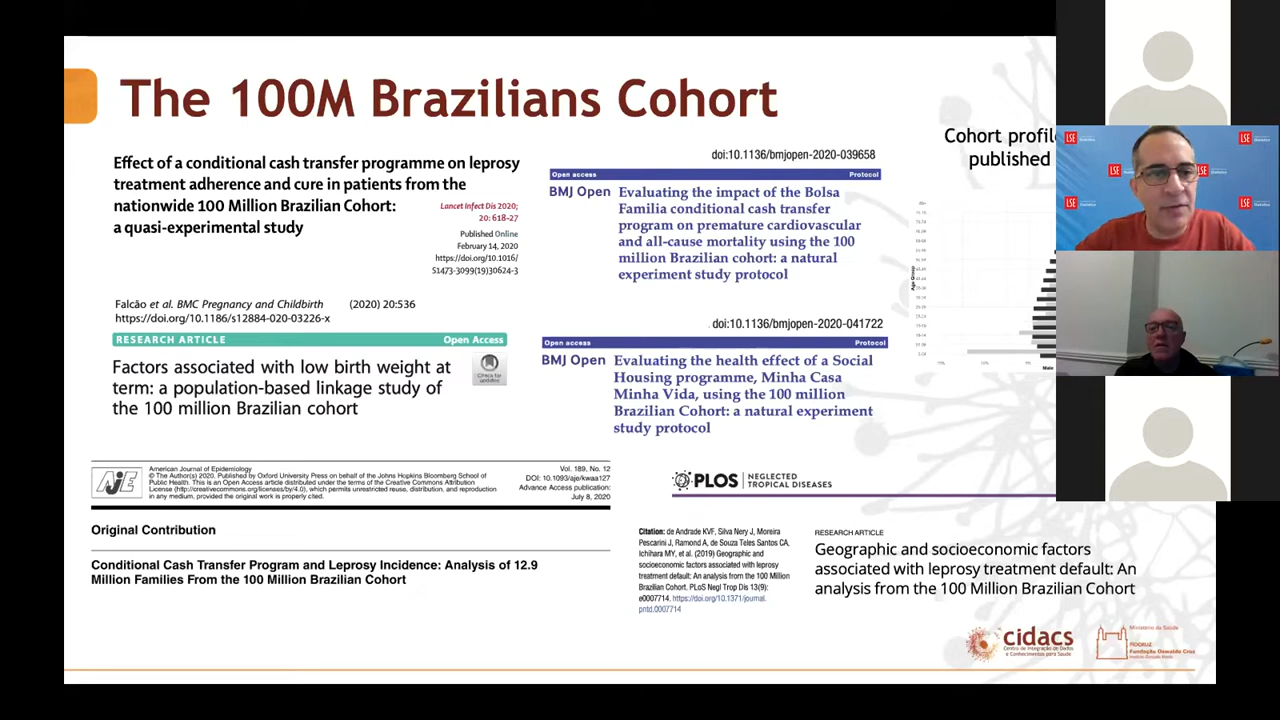 The 100M Brazilians Cohort
Effect of a conditional cash transfer programme on leprosy
treatment adherence and cure in patients from the
nationwide 100 Million Brazilian Cohort:
a quasi-experimental study
Lancet Infect Dis 2020;
20: 618–27
Published Online
February 14, 2020
https://doi.org/10.1016/
S1473-3099(19)30624-3
Falcão et al. BMC Pregnancy and Childbirth (2020) 20:536
https://doi.org/10.1186/s12884-020-03226-x
RESEARCH ARTICLE Open Access
Factors associated with low birth weight at
term: a population-based linkage study of
the 100 million Brazilian cohort
Check for
updates
doi:10.1136/bmjopen-2020-039658
Open access Protocol
BMJ Open Evaluating the impact of the Bolsa
Familia conditional cash transfer
program on premature cardiovascular
and all-cause mortality using the 100
million Brazilian cohort: a natural
experiment study protocol
doi:10.1136/bmjopen-2020-041722
Open access Protocol
BMJ Open Evaluating the health effect of a Social
Housing programme, Minha Casa
Minha Vida, using the 100 million
Brazilian Cohort: a natural experiment
study protocol
Cohort profile
published
Age Group
Male
LSE
LSE
LSE
LSE
LSE
LSE
AJE
American Journal of Epidemiology
© The Author(s) 2020. Published by Oxford University Press on behalf of the Johns Hopkins Bloomberg School of
Public Health. This is an Open Access article distributed under the terms of the Creative Commons Attribution
License (http://creativecommons.org/licenses/by/4.0), which permits unrestricted reuse, distribution, and reproduction
in any medium, provided the original work is properly cited.
Vol. 189, No. 12
DOI: 10.1093/aje/kwaa127
Advance Access publication:
July 8, 2020
Original Contribution
Conditional Cash Transfer Program and Leprosy Incidence: Analysis of 12.9
Million Families From the 100 Million Brazilian Cohort
PLOS NEGLECTED
TROPICAL DISEASES
Citation: de Andrade KVF, Silva Nery J, Moreira
Pescarini J, Ramond A, de Souza Teles Santos CA,
Ichihara MY, et al. (2019) Geographic and
socioeconomic factors associated with leprosy
treatment default: An analysis from the 100 Million
Brazilian Cohort. PLoS Negl Trop Dis 13(9):
e0007714. https://doi.org/10.1371/journal.
pntd.0007714
RESEARCH ARTICLE
Geographic and socioeconomic factors
associated with leprosy treatment default: An
analysis from the 100 Million Brazilian Cohort
cidacs
Centro de Integração de Dados
e Conhecimentos para Saúde
Ministério da Saúde
FIOCRUZ
Fundação Oswaldo Cruz